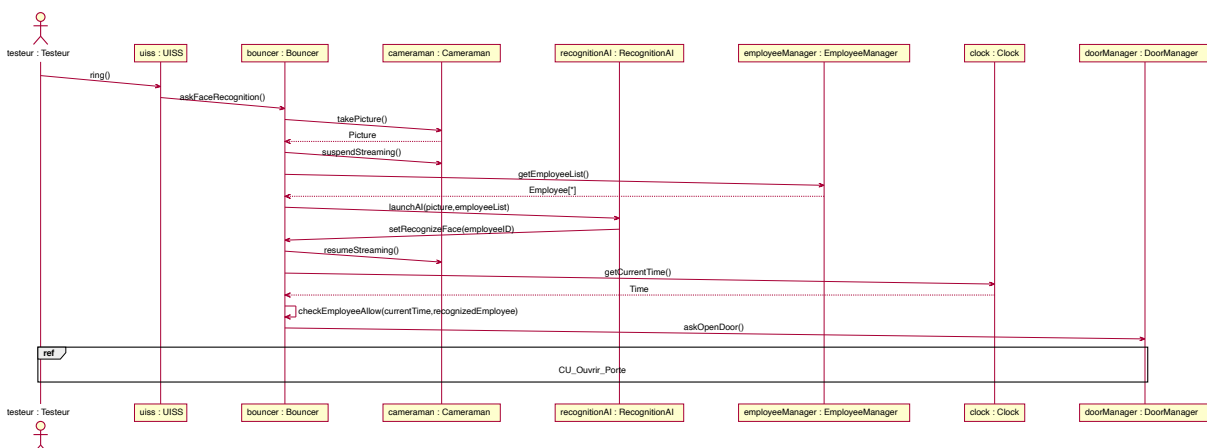 testeur : Testeur
uiss : UISS
bouncer : Bouncer
cameraman : Cameraman
recognitionAI : RecognitionAI
employeeManager : EmployeeManager
clock : Clock
doorManager : DoorManager
ring()
askFaceRecognition()
takePicture()
Picture
suspendStreaming()
getEmployeeList()
Employee[*]
launchAI(picture,employeeList)
setRecognizeFace(employeeID)
resumeStreaming()
getCurrentTime()
Time
checkEmployeeAllow(currentTime,recognizedEmployee)
askOpenDoor()
ref
CU_Ouvrir_Porte
testeur : Testeur
uiss : UISS
bouncer : Bouncer
cameraman : Cameraman
recognitionAI : RecognitionAI
employeeManager : EmployeeManager
clock : Clock
doorManager : DoorManager